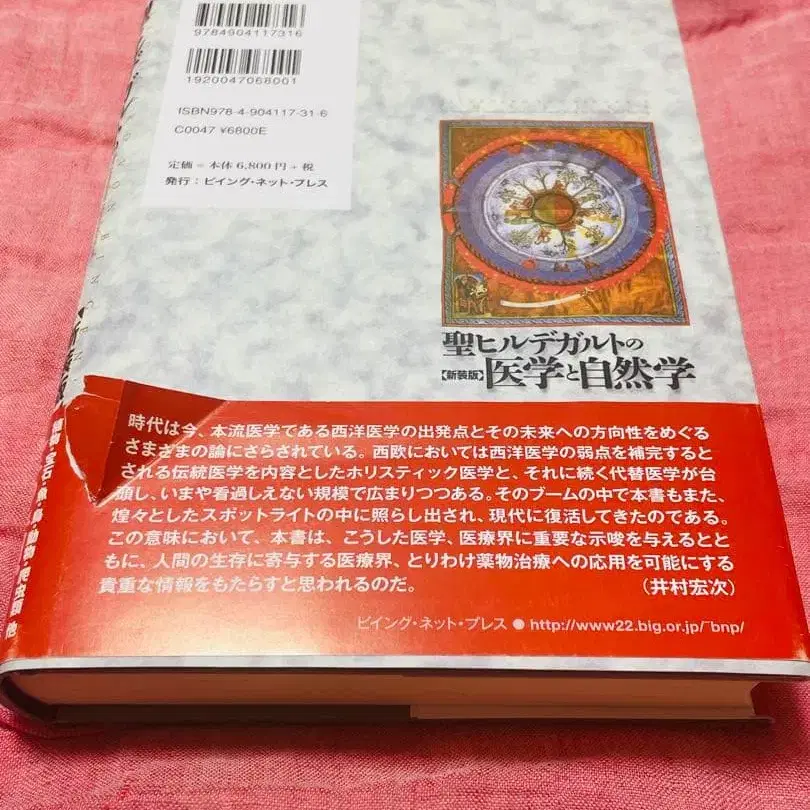 9784904117316
1920047068001
ISBN978-4-904117-31-6
C0047 ¥6800E
定価 = 本体 6,800円 + 税
発行：ビイング・ネット・プレス
聖ヒルデガルトの
【新装版】医学と自然学
時代は今、本流医学である西洋医学の出発点とその未来への方向性をめぐる
さまざまの論にさらされている。西欧においては西洋医学の弱点を補完すると
される伝統医学を内容としたホリスティック医学と、それに続く代替医学が台
頭し、いまや看過しえない規模で広まりつつある。そのブームの中で本書もまた、
煌々としたスポットライトの中に照らし出され、現代に復活してきたのである。
この意味において、本書は、こうした医学、医療界に重要な示唆を与えるとと
もに、人間の生存に寄与する医療界、とりわけ薬物治療への応用を可能にする
貴重な情報をもたらすと思われるのだ。（井村宏次）
ビイング・ネット・プレス ● http://www22.big.or.jp/~bnp/